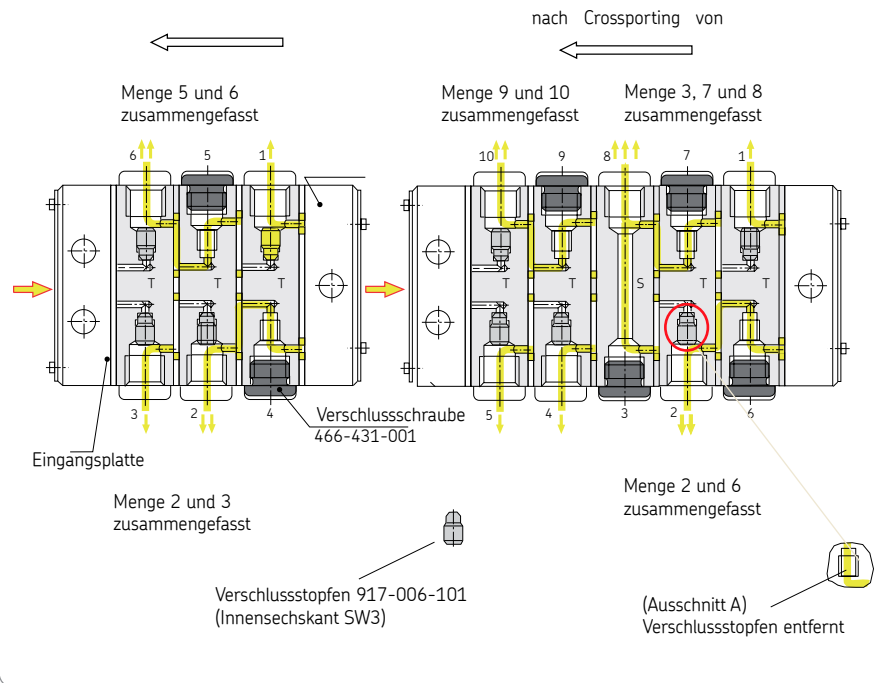 nach Crossporting von
Menge 5 und 6
zusammengefasst
Menge 9 und 10
zusammengefasst
Menge 3, 7 und 8
zusammengefasst
6 5 1
10 9 8 7 1
T T T
T T S T T
3 2 4
5 4 3 2 6
Verschlussschraube
466-431-001
Eingangsplatte
Menge 2 und 3
zusammengefasst
Menge 2 und 6
zusammengefasst
Verschlussstopfen 917-006-101
(Innensechskant SW3)
(Ausschnitt A)
Verschlussstopfen entfernt